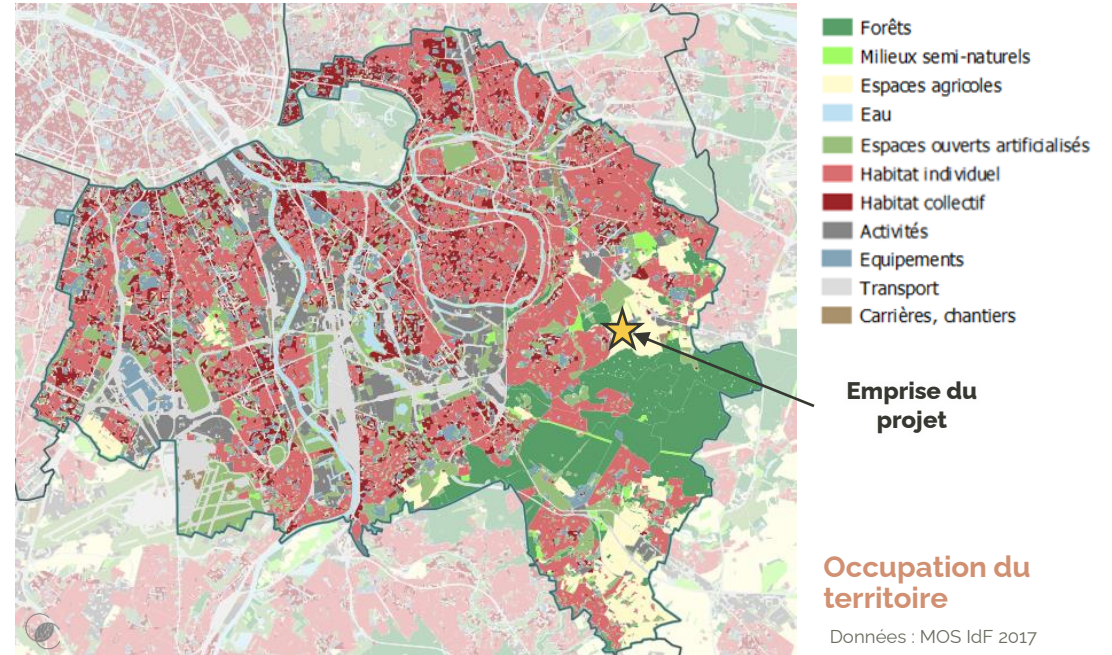 Forêts
Milieux semi-naturels
Espaces agricoles
Eau
Espaces ouverts artificialisés
Habitat individuel
Habitat collectif
Activités
Equipements
Transport
Carrières, chantiers
Emprise du
projet
Occupation du
territoire
Données : MOS IdF 2017